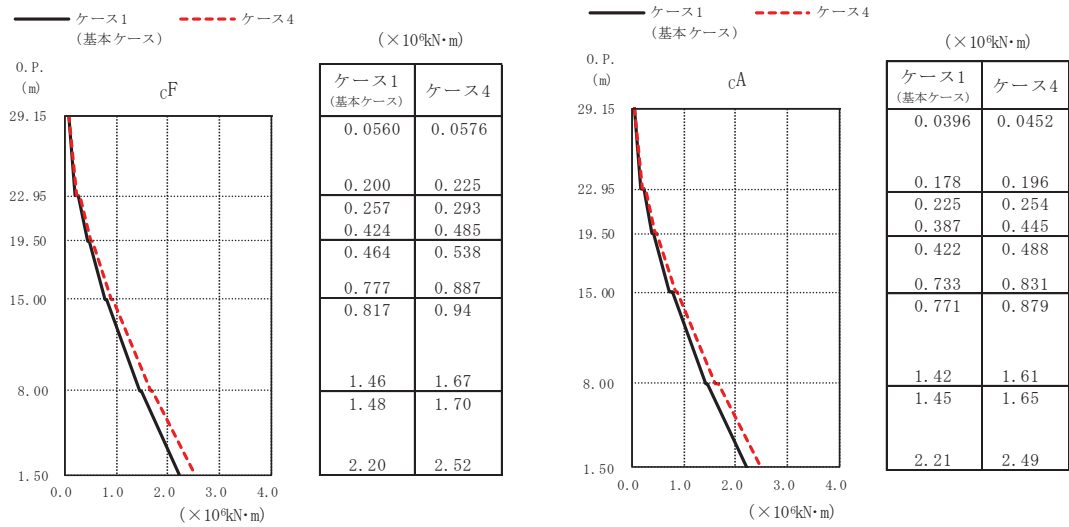 ケース1 ケース4
(基本ケース)
(×10⁶kN･m)
O.P.
(m)
cF
ケース1 ケース4
(基本ケース)
29.15
0.0560 0.0576
0.200 0.225
22.95
0.257 0.293
0.424 0.485
19.50
0.464 0.538
0.777 0.887
15.00
0.817 0.94
1.46 1.67
8.00
1.48 1.70
2.20 2.52
1.50
0.0 1.0 2.0 3.0 4.0
(×10⁶kN･m)
ケース1 ケース4
(基本ケース)
(×10⁶kN･m)
O.P.
(m)
cA
ケース1 ケース4
(基本ケース)
29.15
0.0396 0.0452
0.178 0.196
22.95
0.225 0.254
0.387 0.445
19.50
0.422 0.488
0.733 0.831
15.00
0.771 0.879
1.42 1.61
8.00
1.45 1.65
2.21 2.49
1.50
0.0 1.0 2.0 3.0 4.0
(×10⁶kN･m)